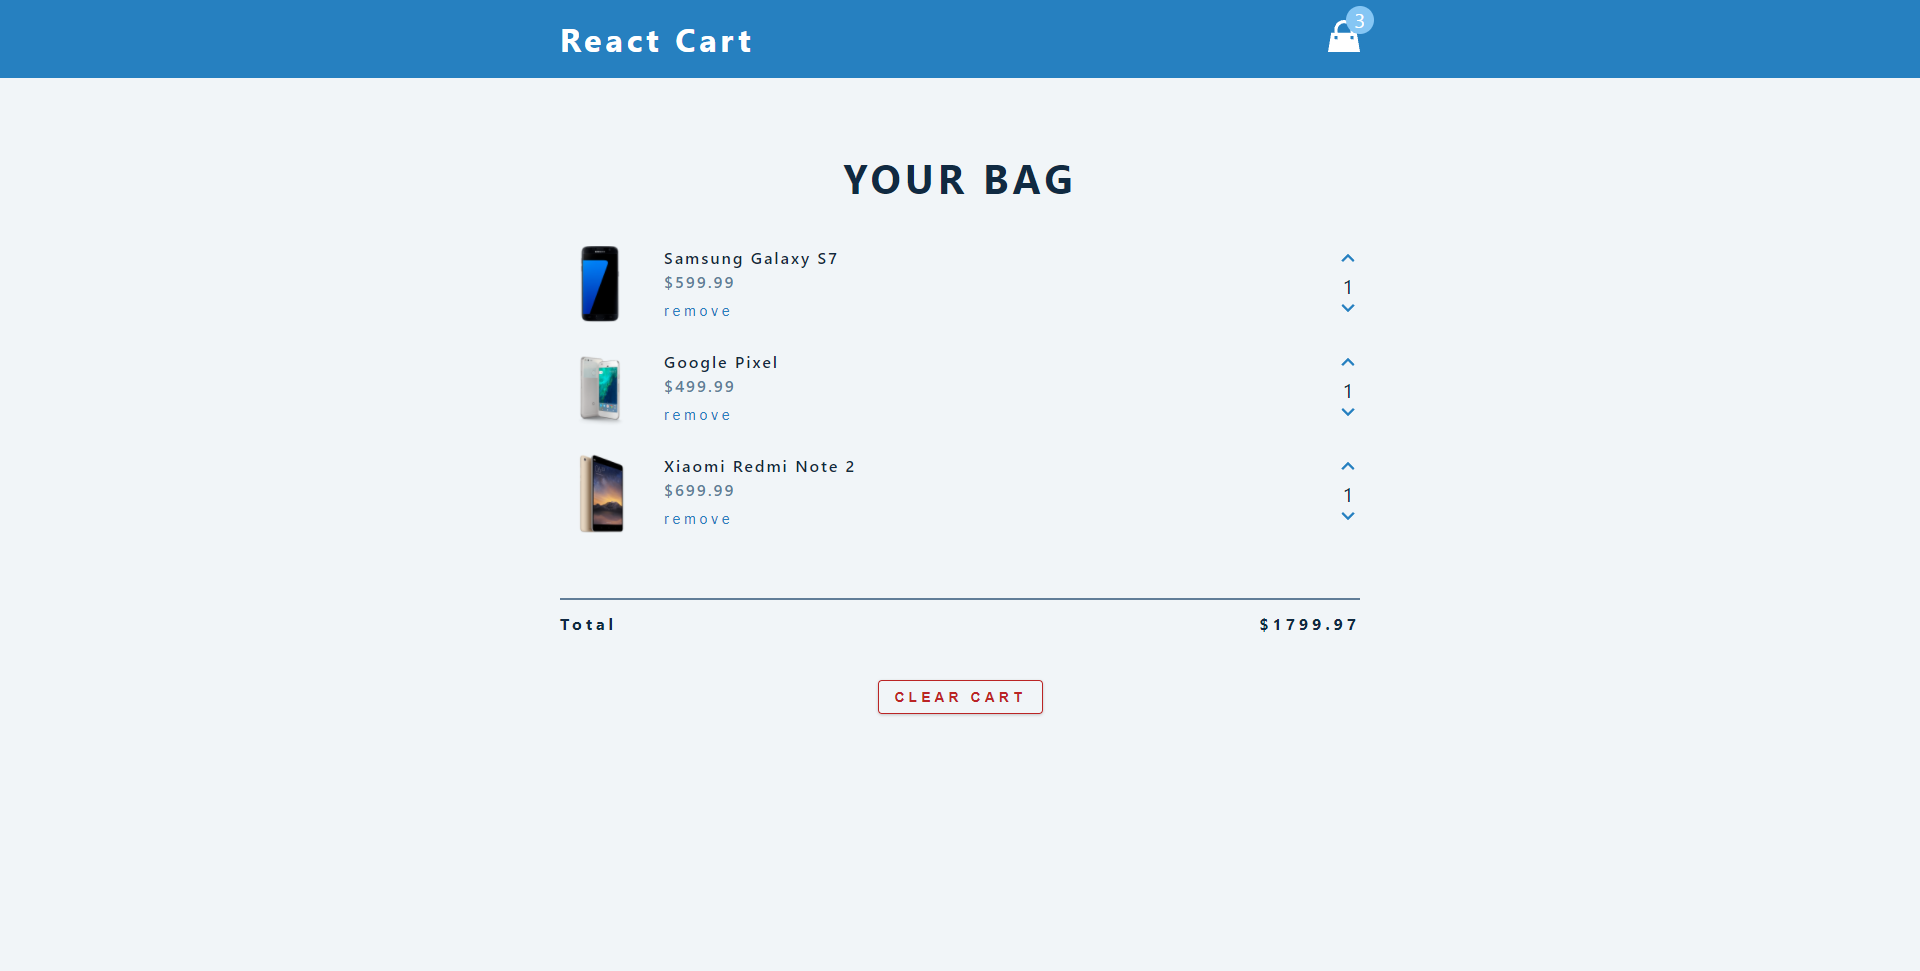 React Cart
3
YOUR BAG
Samsung Galaxy S7
$599.99
remove
1
Google Pixel
$499.99
remove
1
Xiaomi Redmi Note 2
$699.99
remove
1
Total
$1799.97
CLEAR CART